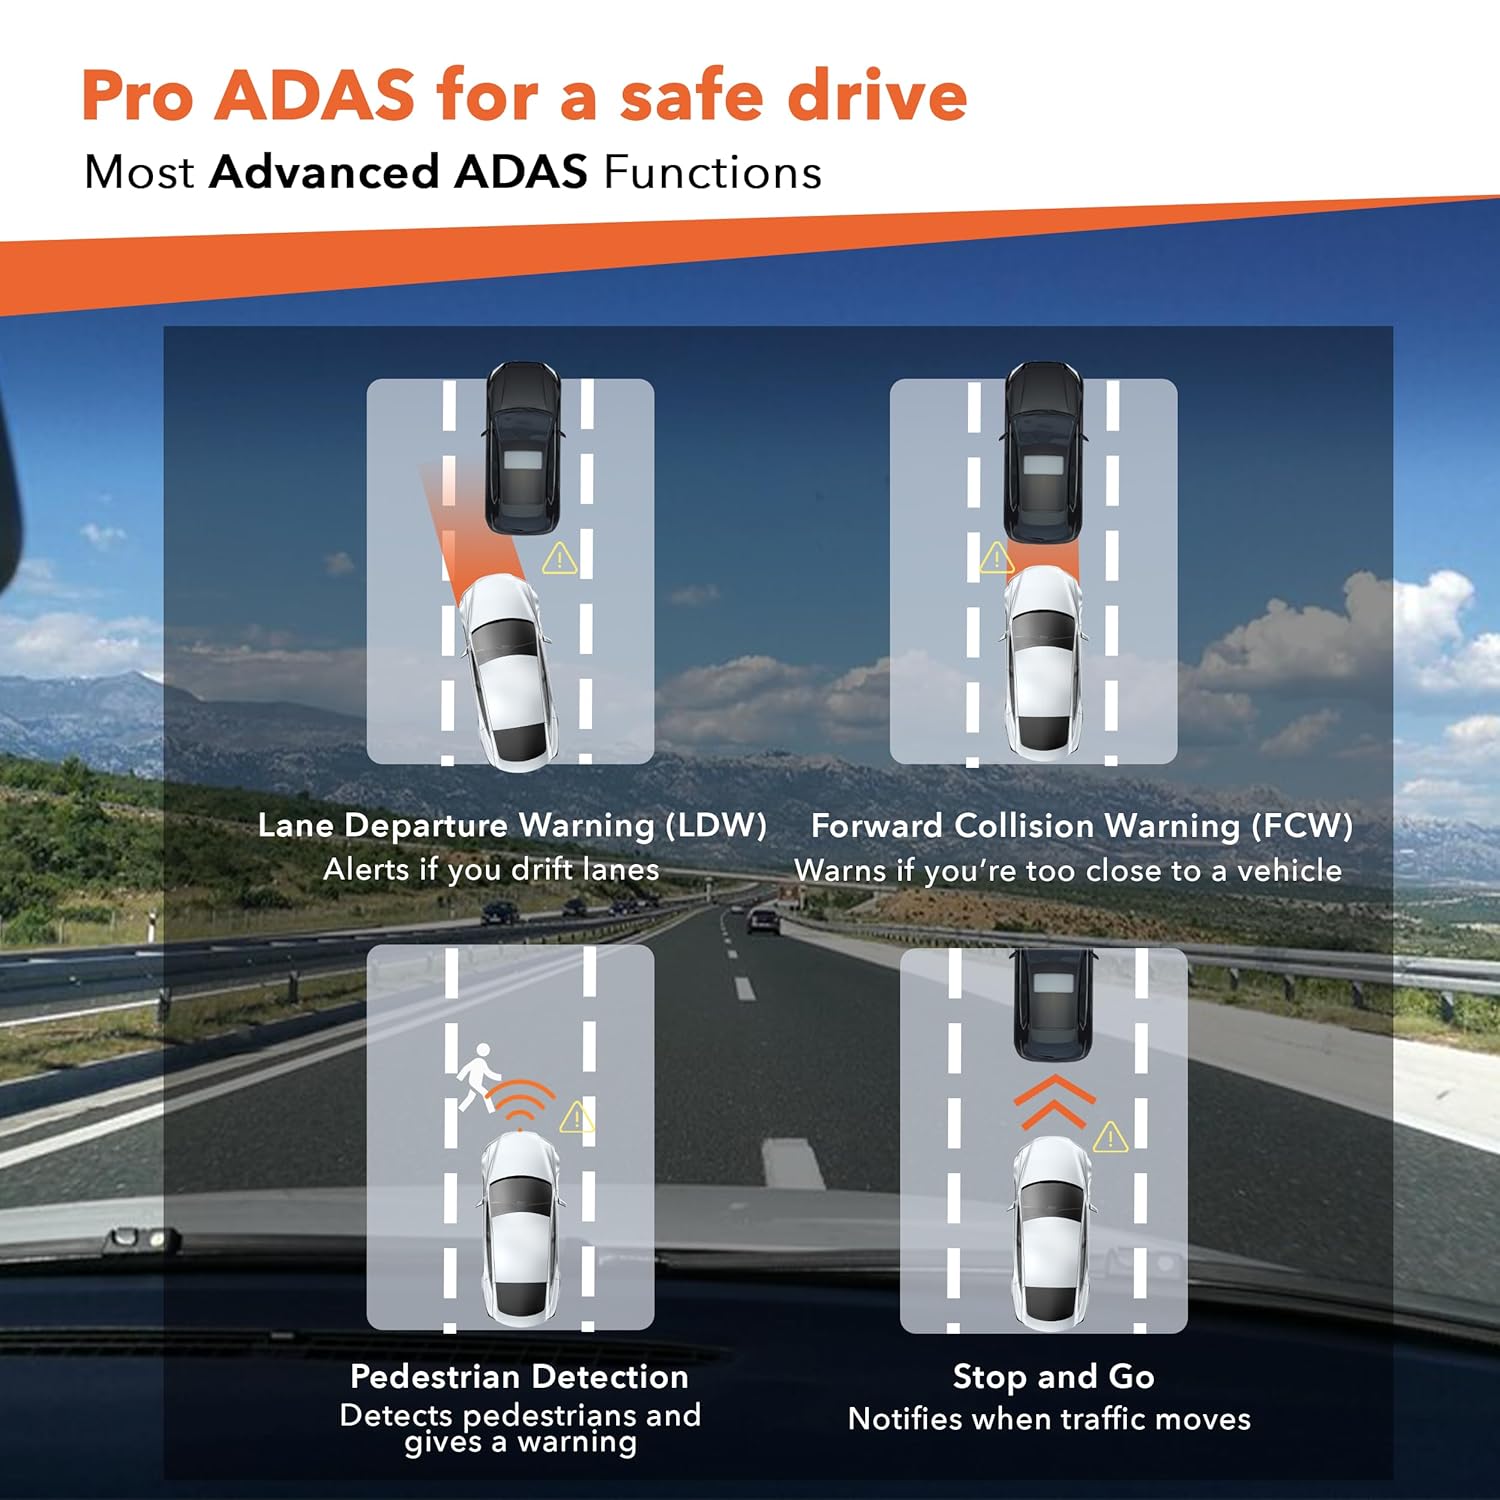 Pro ADAS for a safe drive
Most Advanced ADAS Functions
Lane Departure Warning (LDW)
Alerts if you drift lanes
Forward Collision Warning (FCW)
Warns if you’re too close to a vehicle
Pedestrian Detection
Detects pedestrians and
gives a warning
Stop and Go
Notifies when traffic moves